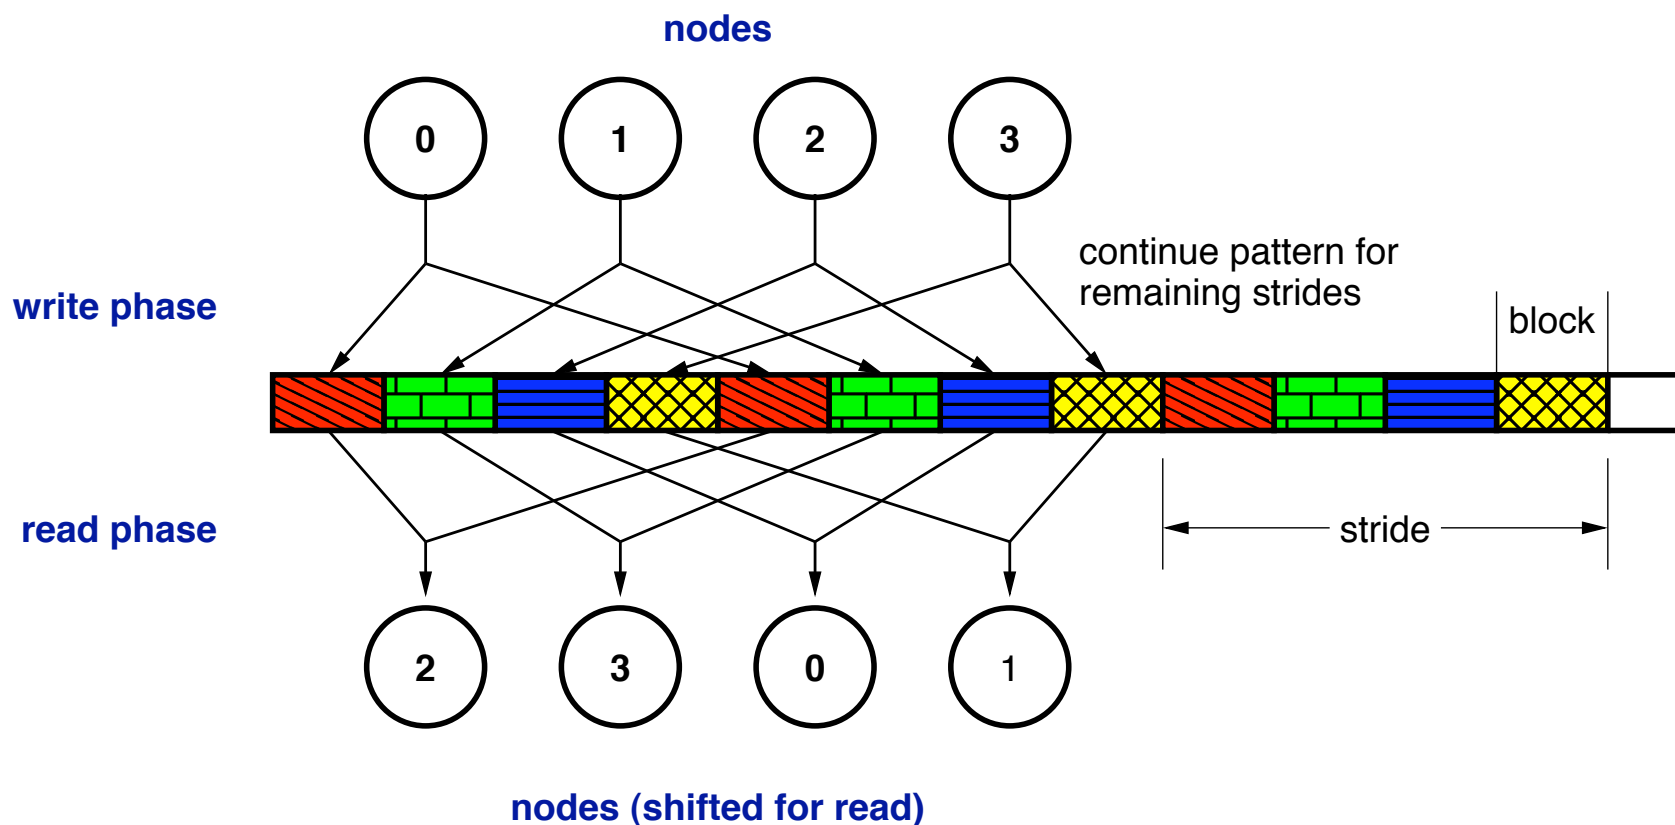 nodes
0
1
2
3
continue pattern for
remaining strides
write phase
block
read phase
stride
2
3
0
1
nodes (shifted for read)